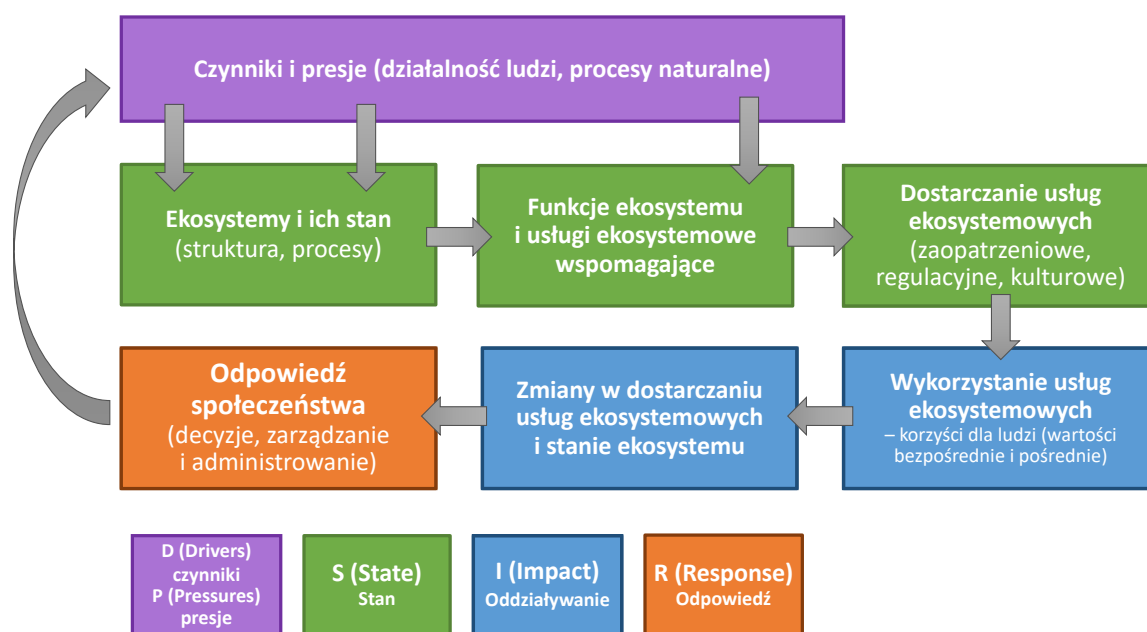 Czynniki i presje (działalność ludzi, procesy naturalne)
Ekosystemy i ich stan
(struktura, procesy)
Funkcje ekosystemu
i usługi ekosystemowe
wspomagające
Dostarczanie usług
ekosystemowych
(zaopatrzeniowe,
regulacyjne, kulturowe)
Odpowiedź
społeczeństwa
(decyzje, zarządzanie
i administrowanie)
Zmiany w dostarczaniu
usług ekosystemowych
i stanie ekosystemu
Wykorzystanie usług
ekosystemowych
– korzyści dla ludzi (wartości
bezpośrednie i pośrednie)
D (Drivers)
czynniki
P (Pressures)
presje
S (State)
Stan
I (Impact)
Oddziaływanie
R (Response)
Odpowiedź